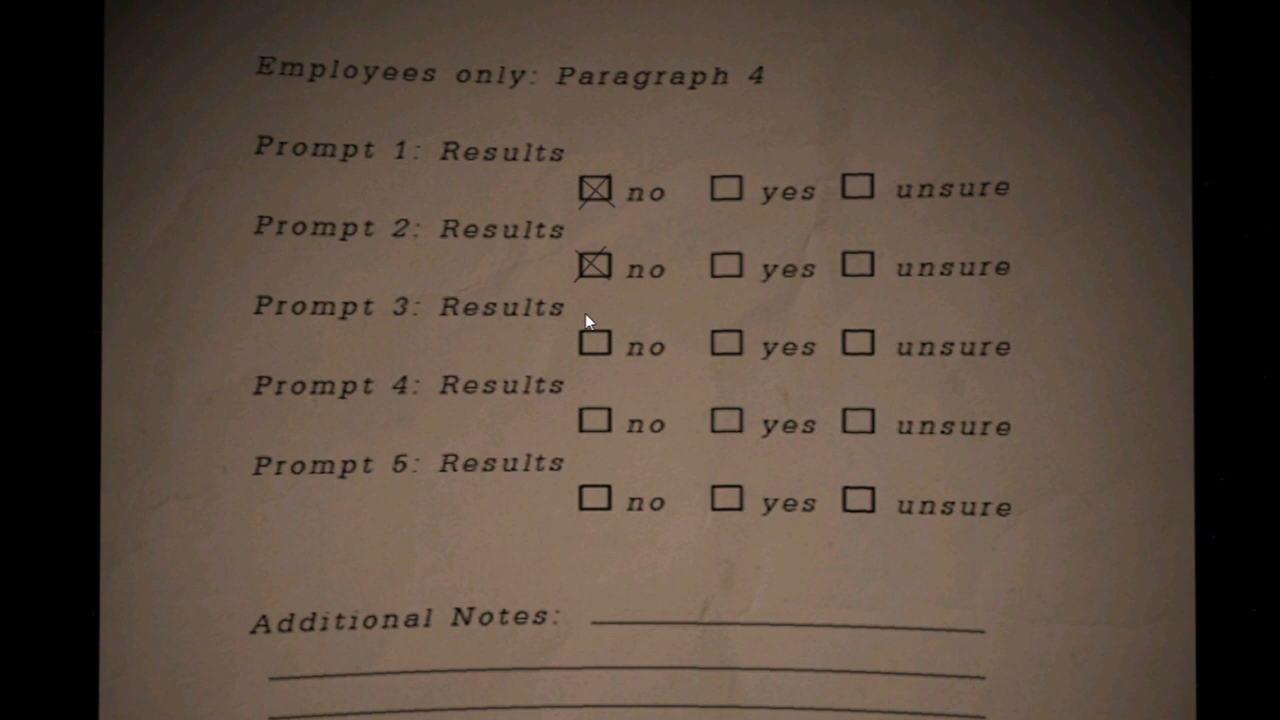 Employees only: Paragraph 4
Prompt 1: Results
no yes unsure
Prompt 2: Results
no yes unsure
Prompt 3: Results
no yes unsure
Prompt 4: Results
no yes unsure
Prompt 5: Results
no yes unsure
Additional Notes: